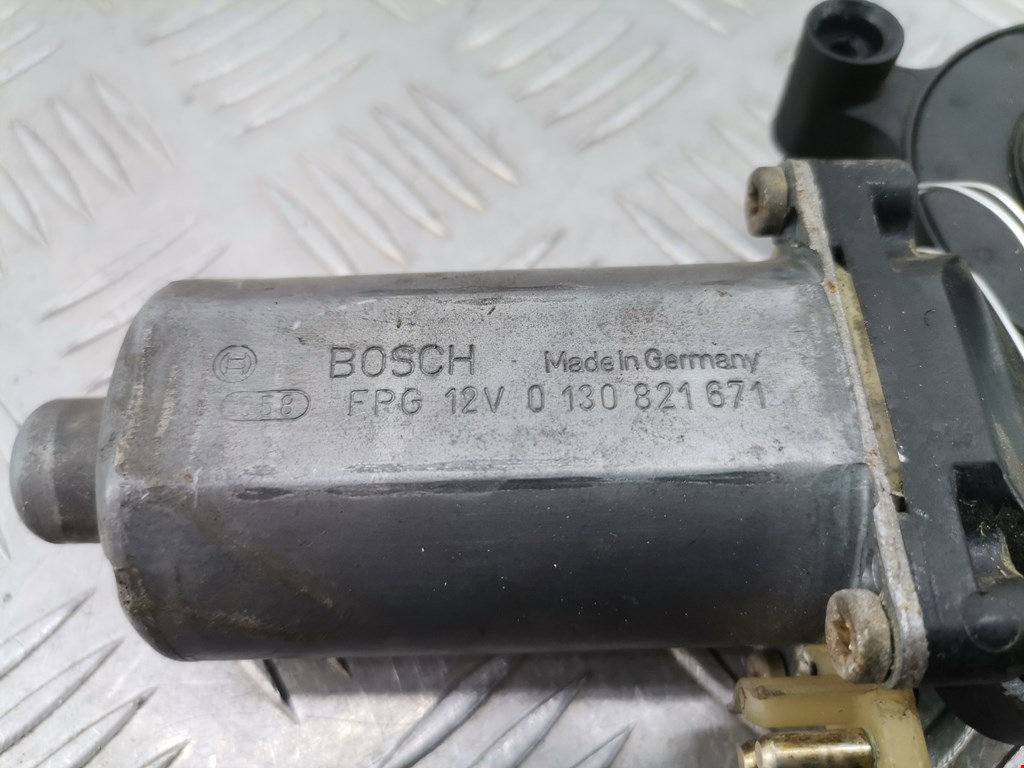 BOSCH Made in Germany
FPG 12V 0 130 821 671